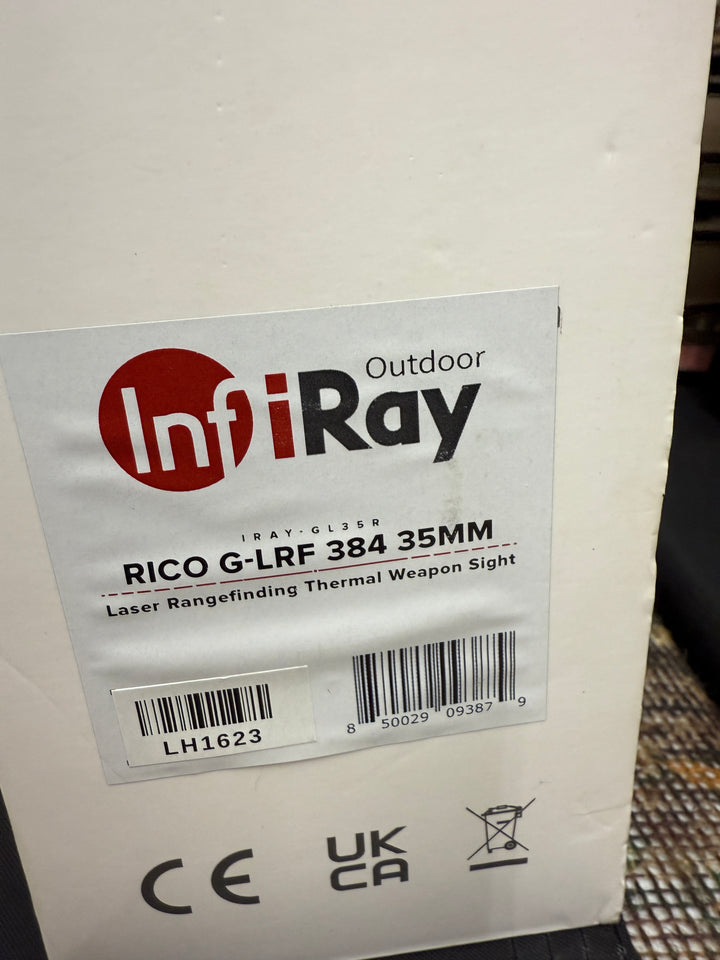 Outdoor
InfiRay
IRAY-GL35R
RICO G-LRF 384 35MM
Laser Rangefinding Thermal Weapon Sight
LH1623
8 50029 09387 9
CE
UK
CA